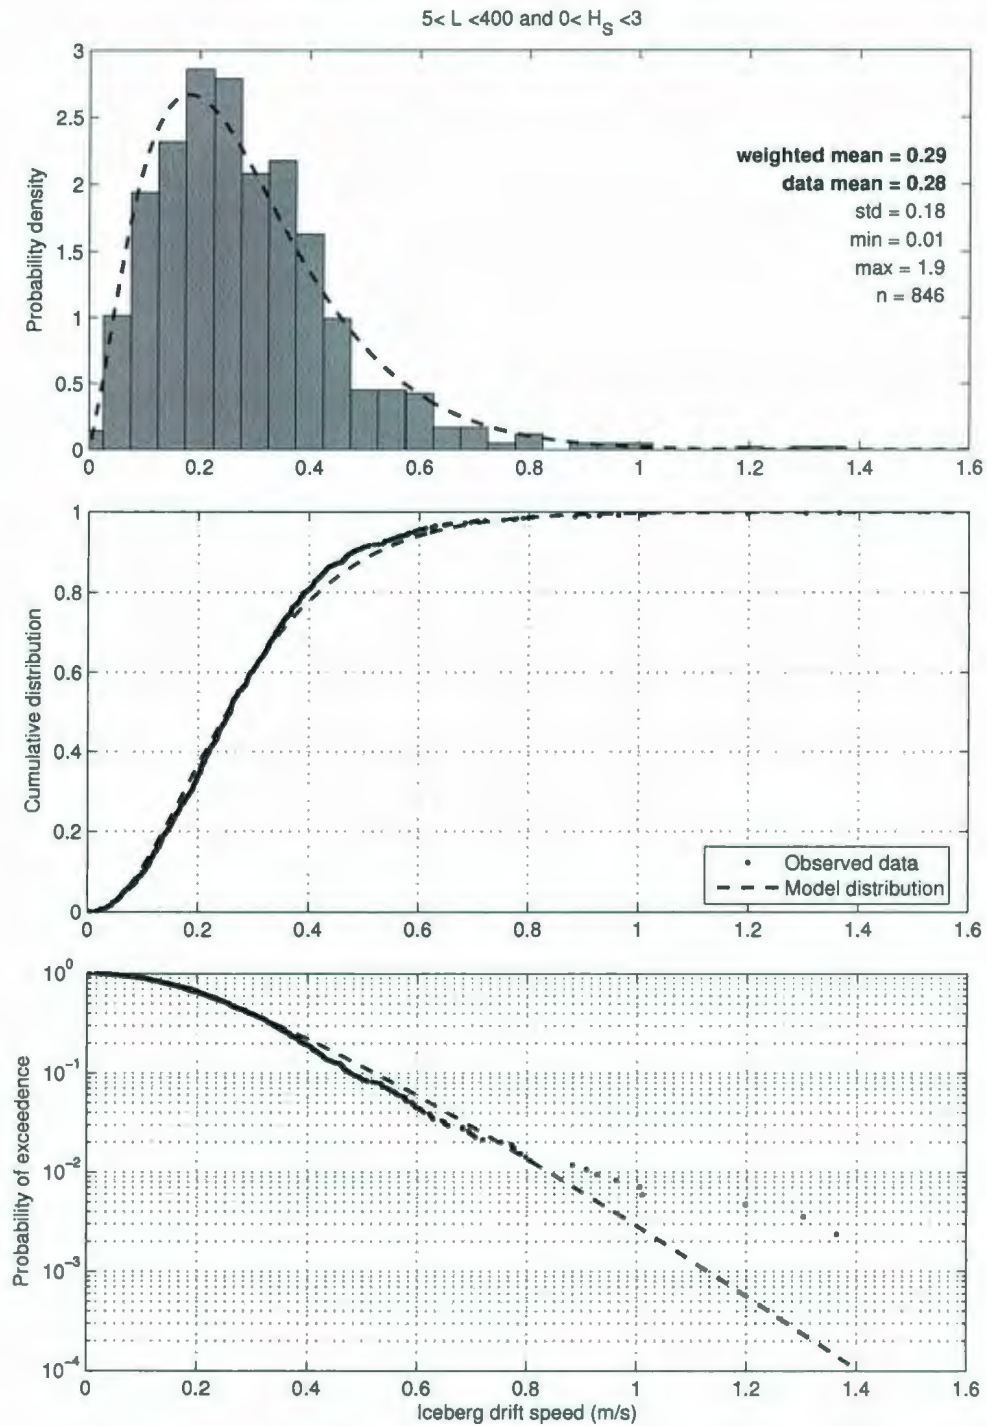 5< L <400 and 0< H_S <3
3
2.5
2
1.5
1
0.5
0
Probability density
weighted mean = 0.29
data mean = 0.28
std = 0.18
min = 0.01
max = 1.9
n = 846
0 0.2 0.4 0.6 0.8 1 1.2 1.4 1.6
1
0.8
0.6
0.4
0.2
0
Cumulative distribution
Observed data
Model distribution
0 0.2 0.4 0.6 0.8 1 1.2 1.4 1.6
10^0
10^-1
10^-2
10^-3
10^-4
Probability of exceedence
0 0.2 0.4 0.6 0.8 1 1.2 1.4 1.6
Iceberg drift speed (m/s)